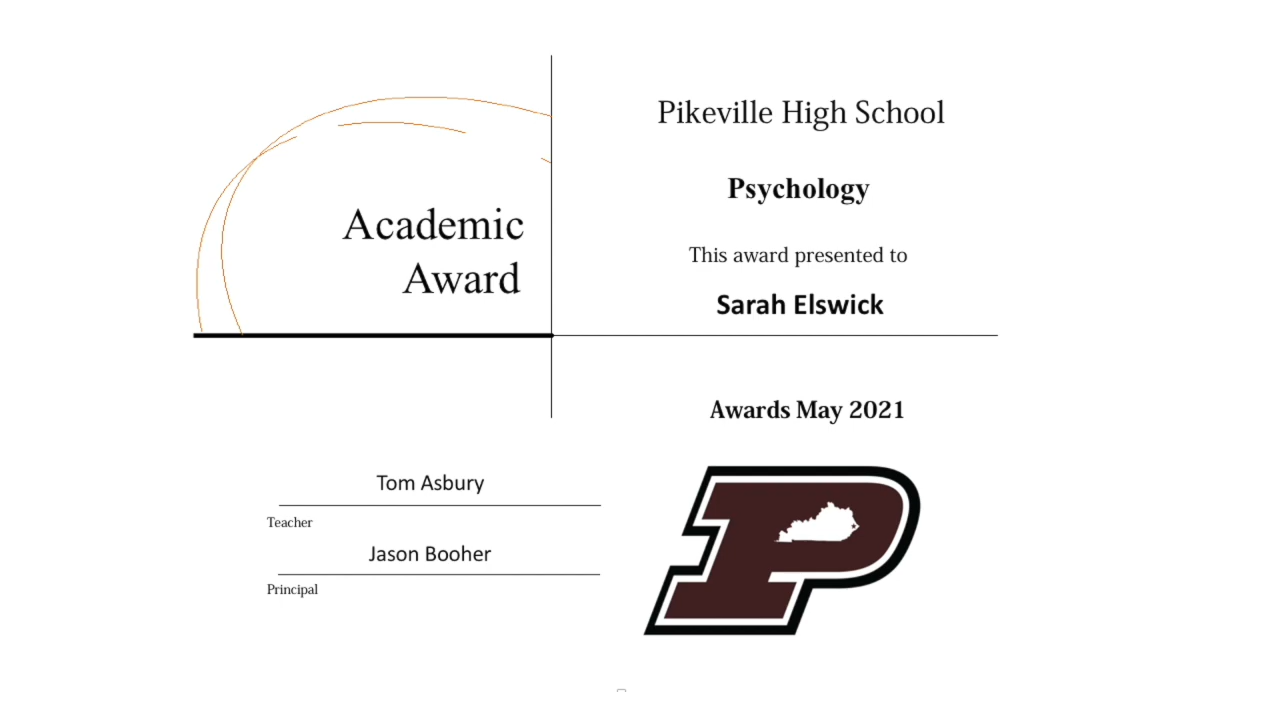 Academic
Award
Pikeville High School
Psychology
This award presented to
Sarah Elswick
Awards May 2021
Tom Asbury
Teacher
Jason Booher
Principal
P